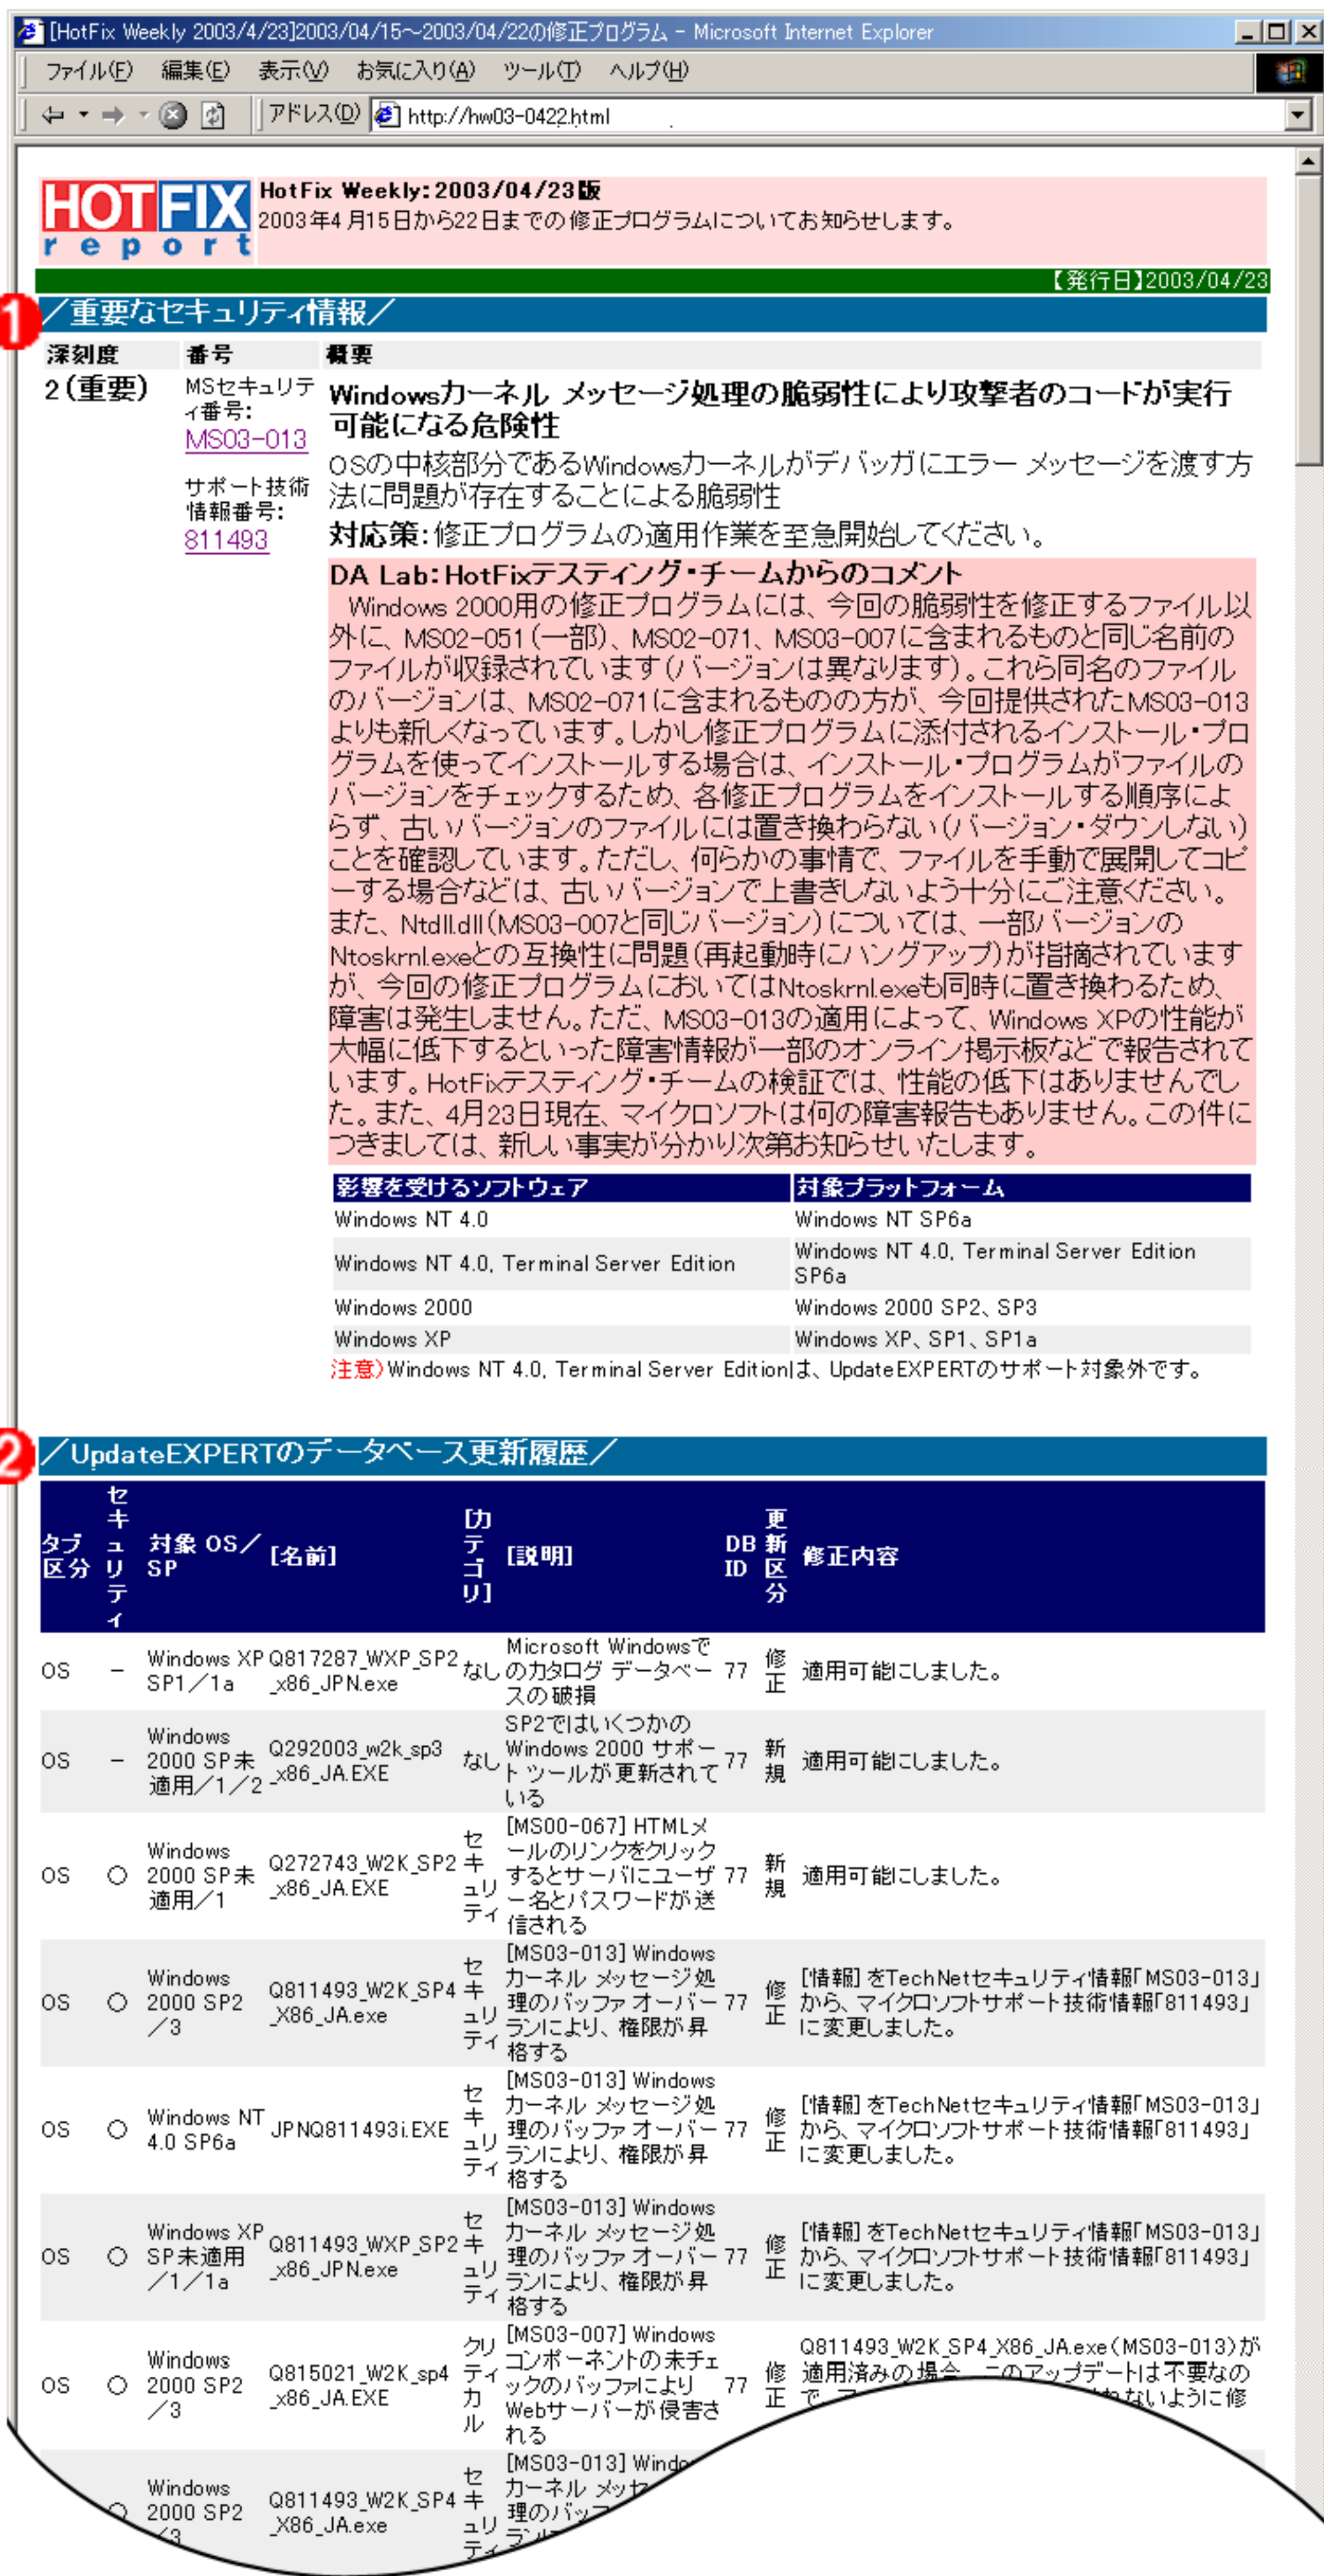 [HotFix Weekly 2003/4/23]2003/04/15～2003/04/22の修正プログラム - Microsoft Internet Explorer
ファイル(F) 編集(E) 表示(V) お気に入り(A) ツール(T) ヘルプ(H)
アドレス(D) http://hw03-0422.html
HOTFIX
report
HotFix Weekly:2003/04/23版
2003年4月15日から22日までの修正プログラムについてお知らせします。
【発行日】2003/04/23
1
／重要なセキュリティ情報／
深刻度 番号 概要
2(重要)
MSセキュリテ
ィ番号:
MS03-013
サポート技術
情報番号:
811493
Windowsカーネル メッセージ処理の脆弱性により攻撃者のコードが実行
可能になる危険性
OSの中核部分であるWindowsカーネルがデバッガにエラー メッセージを渡す方
法に問題が存在することによる脆弱性
対応策:修正プログラムの適用作業を至急開始してください。
DA Lab:HotFixテスティング・チームからのコメント
Windows 2000用の修正プログラムには、今回の脆弱性を修正するファイル以
外に、MS02-051(一部)、MS02-071、MS03-007に含まれるものと同じ名前の
ファイルが収録されています(バージョンは異なります)。これら同名のファイル
のバージョンは、MS02-071に含まれるものの方が、今回提供されたMS03-013
よりも新しくなっています。しかし修正プログラムに添付されるインストール・プロ
グラムを使ってインストールする場合は、インストール・プログラムがファイルの
バージョンをチェックするため、各修正プログラムをインストールする順序によ
らず、古いバージョンのファイルには置き換わらない(バージョン・ダウンしない)
ことを確認しています。ただし、何らかの事情で、ファイルを手動で展開してコピ
ーする場合などは、古いバージョンで上書きしないよう十分にご注意ください。
また、Ntdll.dll(MS03-007と同じバージョン)については、一部バージョンの
Ntoskrnl.exeとの互換性に問題(再起動時にハングアップ)が指摘されています
が、今回の修正プログラムにおいてはNtoskrnl.exeも同時に置き換わるため、
障害は発生しません。ただ、MS03-013の適用によって、Windows XPの性能が
大幅に低下するといった障害情報が一部のオンライン掲示板などで報告されて
います。HotFixテスティング・チームの検証では、性能の低下はありませんでし
た。また、4月23日現在、マイクロソフトは何の障害報告もありません。この件に
つきましては、新しい事実が分かり次第お知らせいたします。
影響を受けるソフトウェア 対象プラットフォーム
Windows NT 4.0 Windows NT SP6a
Windows NT 4.0, Terminal Server Edition Windows NT 4.0, Terminal Server Edition
SP6a
Windows 2000 Windows 2000 SP2、SP3
Windows XP Windows XP、SP1、SP1a
注意)Windows NT 4.0, Terminal Server Editionは、UpdateEXPERTのサポート対象外です。
2
／UpdateEXPERTのデータベース更新履歴／
タブ区分 セキュリティ 対象 OS／SP [名前] [カテゴリ] [説明] DB ID 更新区分 修正内容
OS - Windows XP SP1／1a Q817287_WXP_SP2_x86_JPN.exe なし Microsoft Windowsでのカタログ データベースの破損 77 修正 適用可能にしました。
OS - Windows 2000 SP未適用／1／2 Q292003_w2k_sp3_x86_JA.EXE なし SP2ではいくつかのWindows 2000 サポート ツールが更新されている 77 新規 適用可能にしました。
OS ○ Windows 2000 SP未適用／1 Q272743_W2K_SP2_x86_JA.EXE セキュリティ [MS00-067] HTMLメールのリンクをクリックするとサーバにユーザー名とパスワードが送信される 77 新規 適用可能にしました。
OS ○ Windows 2000 SP2／3 Q811493_W2K_SP4_X86_JA.exe セキュリティ [MS03-013] Windows カーネル メッセージ処理のバッファ オーバーランにより、権限が昇格する 77 修正 [情報] をTechNetセキュリティ情報「MS03-013」から、マイクロソフトサポート技術情報「811493」に変更しました。
OS ○ Windows NT 4.0 SP6a JPNQ811493i.EXE セキュリティ [MS03-013] Windows カーネル メッセージ処理のバッファ オーバーランにより、権限が昇格する 77 修正 [情報] をTechNetセキュリティ情報「MS03-013」から、マイクロソフトサポート技術情報「811493」に変更しました。
OS ○ Windows XP SP未適用／1／1a Q811493_WXP_SP2_x86_JPN.exe セキュリティ [MS03-013] Windows カーネル メッセージ処理のバッファ オーバーランにより、権限が昇格する 77 修正 [情報] をTechNetセキュリティ情報「MS03-013」から、マイクロソフトサポート技術情報「811493」に変更しました。
OS ○ Windows 2000 SP2／3 Q815021_W2K_sp4_x86_JA.EXE クリティカル [MS03-007] Windows コンポーネントの未チェックのバッファにより Webサーバーが侵害される 77 修正 Q811493_W2K_SP4_X86_JA.exe(MS03-013)が適用済みの場合、このアップデートは不要なので れないように修
Windows 2000 SP2 ／3 Q811493_W2K_SP4_X86_JA.exe セキュリティ [MS03-013] カーネル 理の